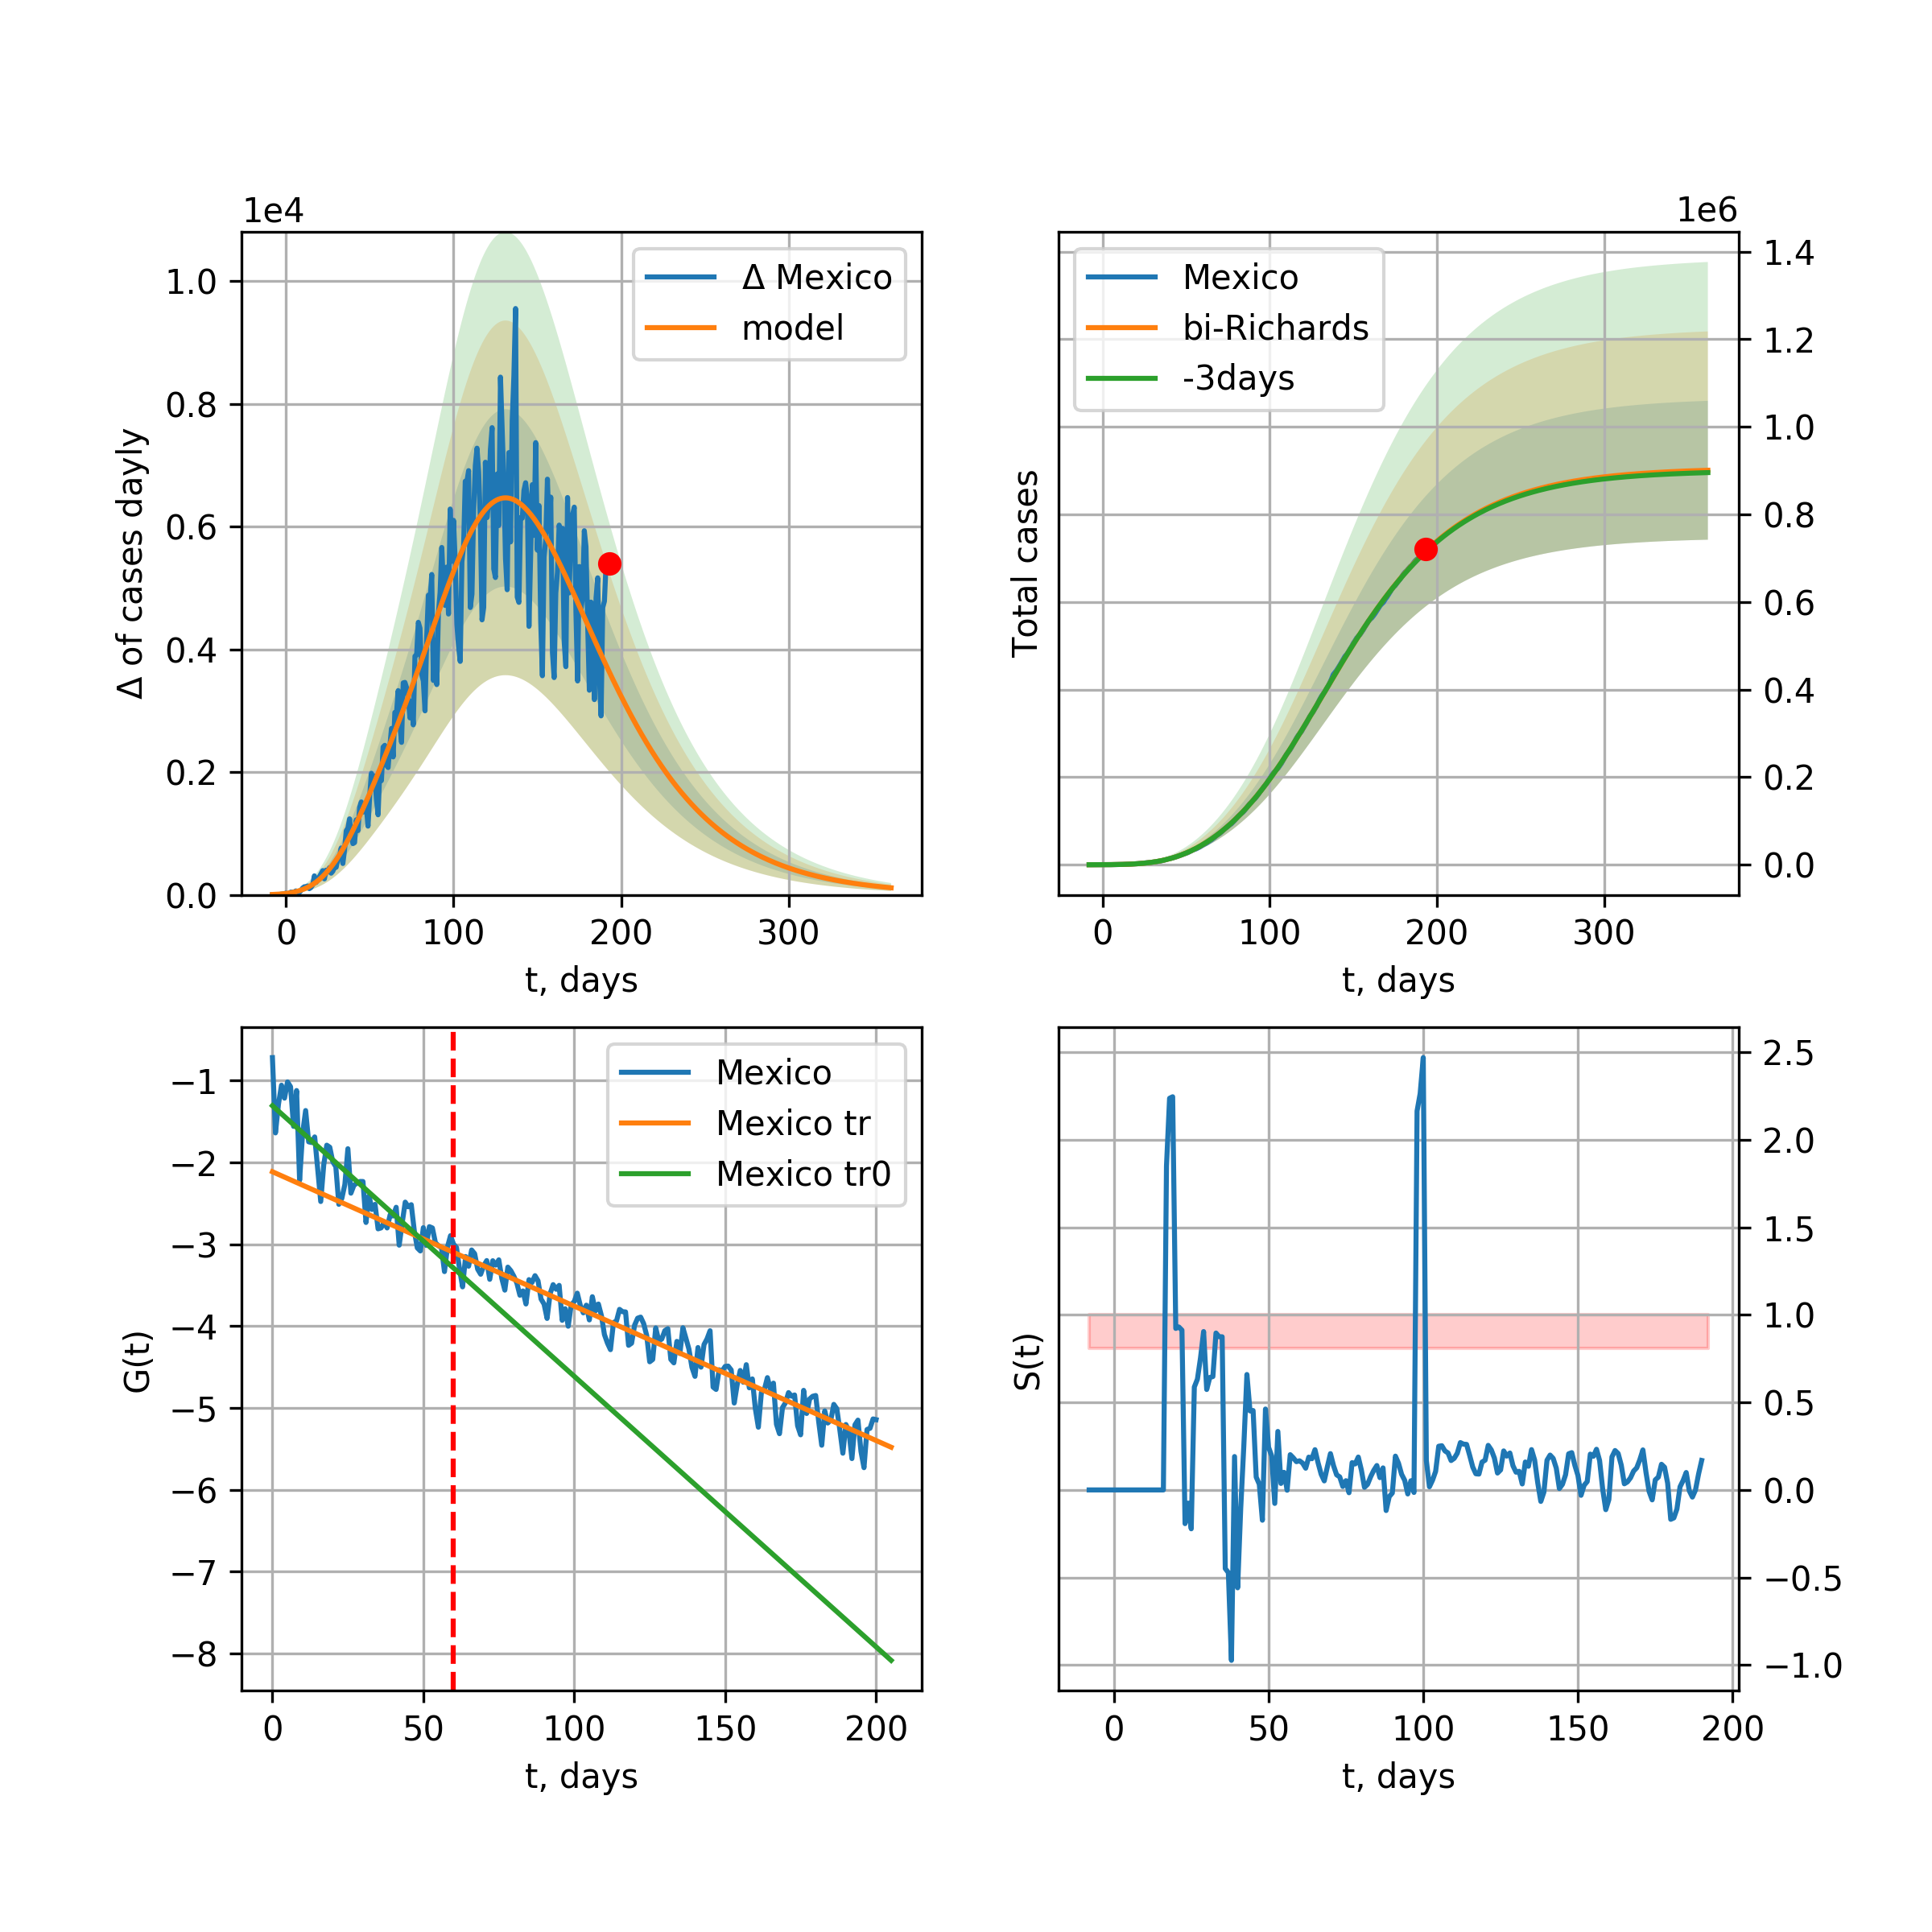 1e4
Δ of cases dayly
1.0
0.8
0.6
0.4
0.2
0.0
Δ Mexico
model
0 100 200 300
t, days
1e6
Total cases
Mexico
bi-Richards
-3days
1.4
1.2
1.0
0.8
0.6
0.4
0.2
0.0
0 100 200 300
t, days
G(t)
−1
−2
−3
−4
−5
−6
−7
−8
Mexico
Mexico tr
Mexico tr0
0 50 100 150 200
t, days
S(t)
2.5
2.0
1.5
1.0
0.5
0.0
−0.5
−1.0
0 50 100 150 200
t, days